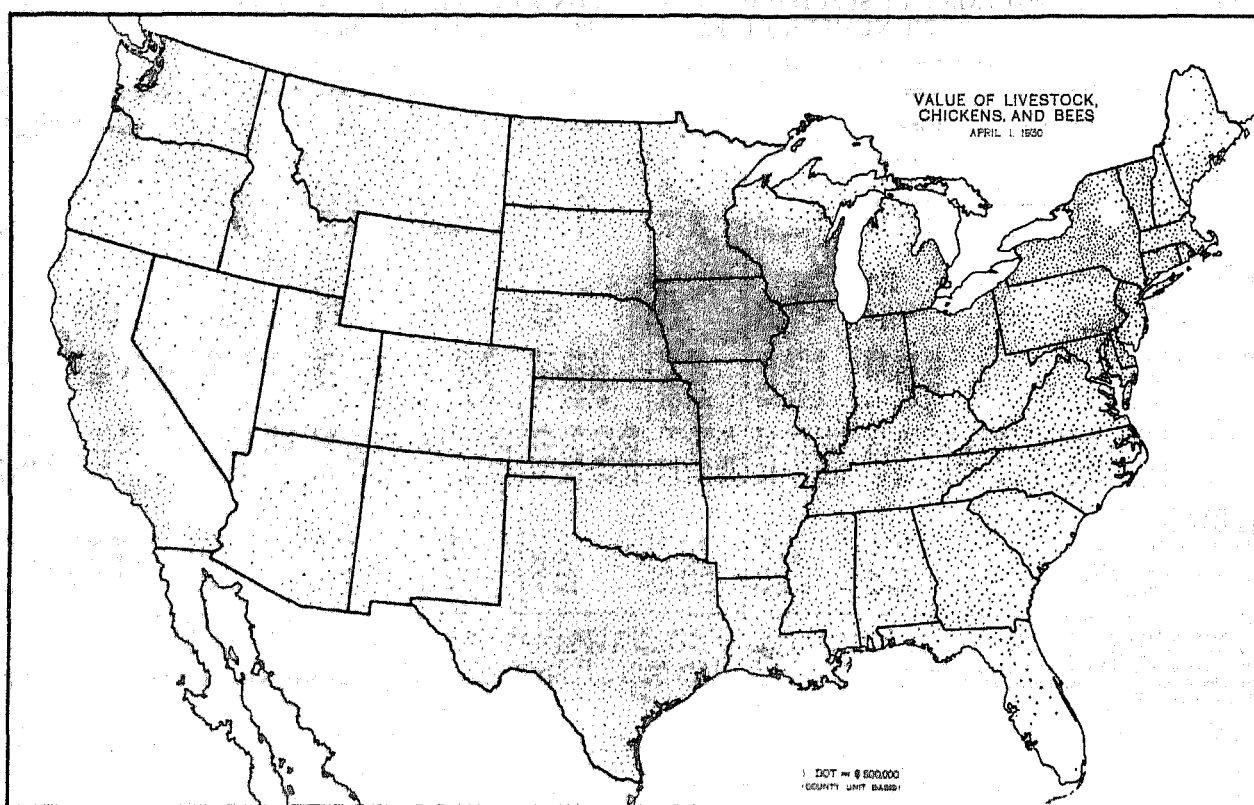 VALUE OF LIVESTOCK,
CHICKENS, AND BEES
APRIL 1, 1930
1 DOT = $ 500,000
(COUNTY UNIT BASIS)